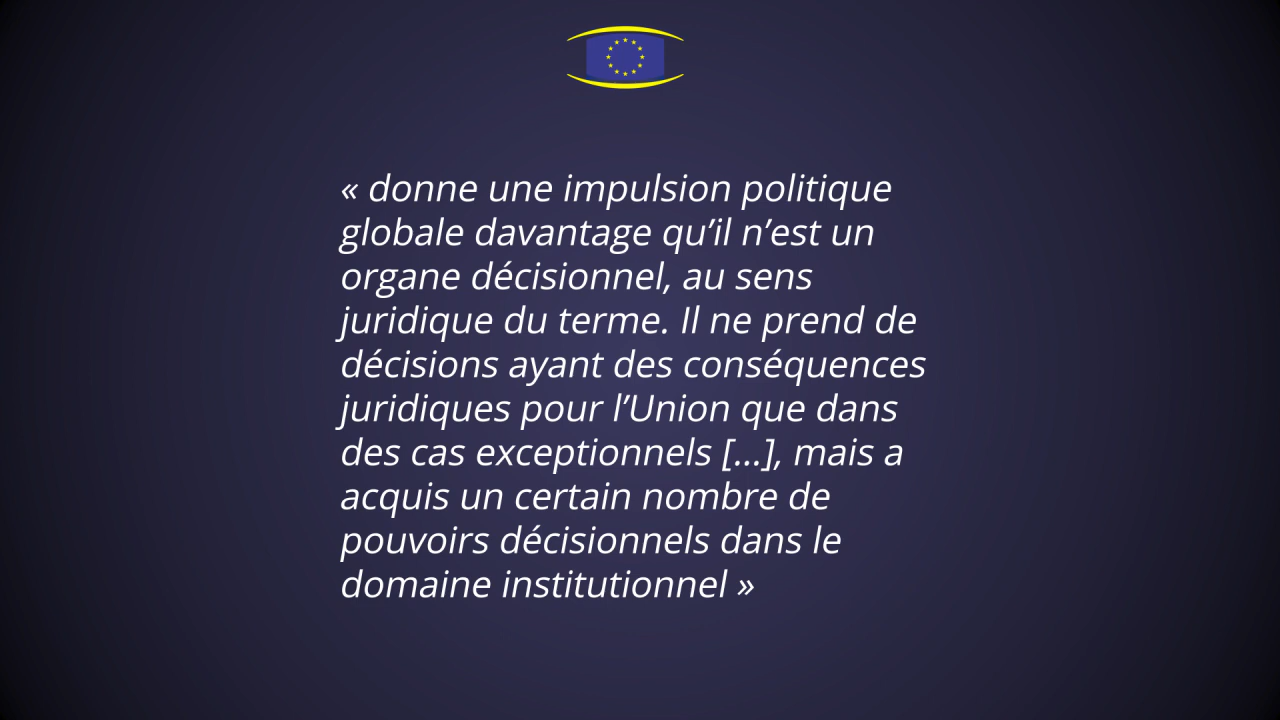 « donne une impulsion politique
globale davantage qu’il n’est un
organe décisionnel, au sens
juridique du terme. Il ne prend de
décisions ayant des conséquences
juridiques pour l’Union que dans
des cas exceptionnels [...], mais a
acquis un certain nombre de
pouvoirs décisionnels dans le
domaine institutionnel »